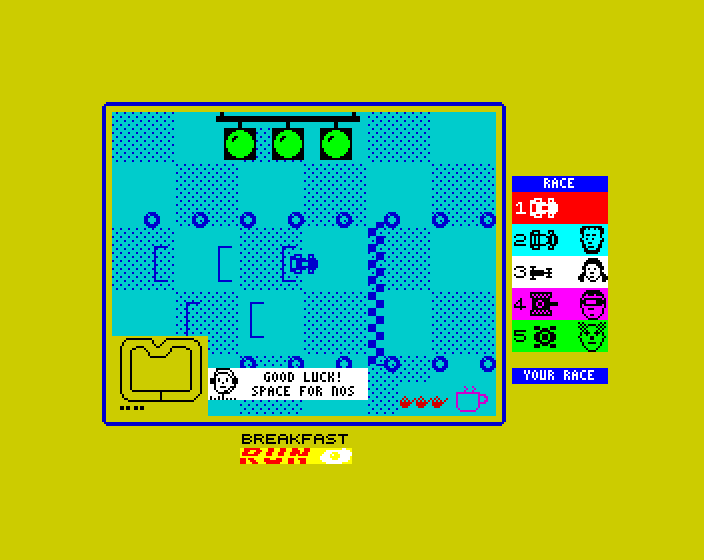 RACE
1
2
3
4
5
GOOD LUCK!
SPACE FOR NOS
YOUR RACE
BREAKFAST
RUN